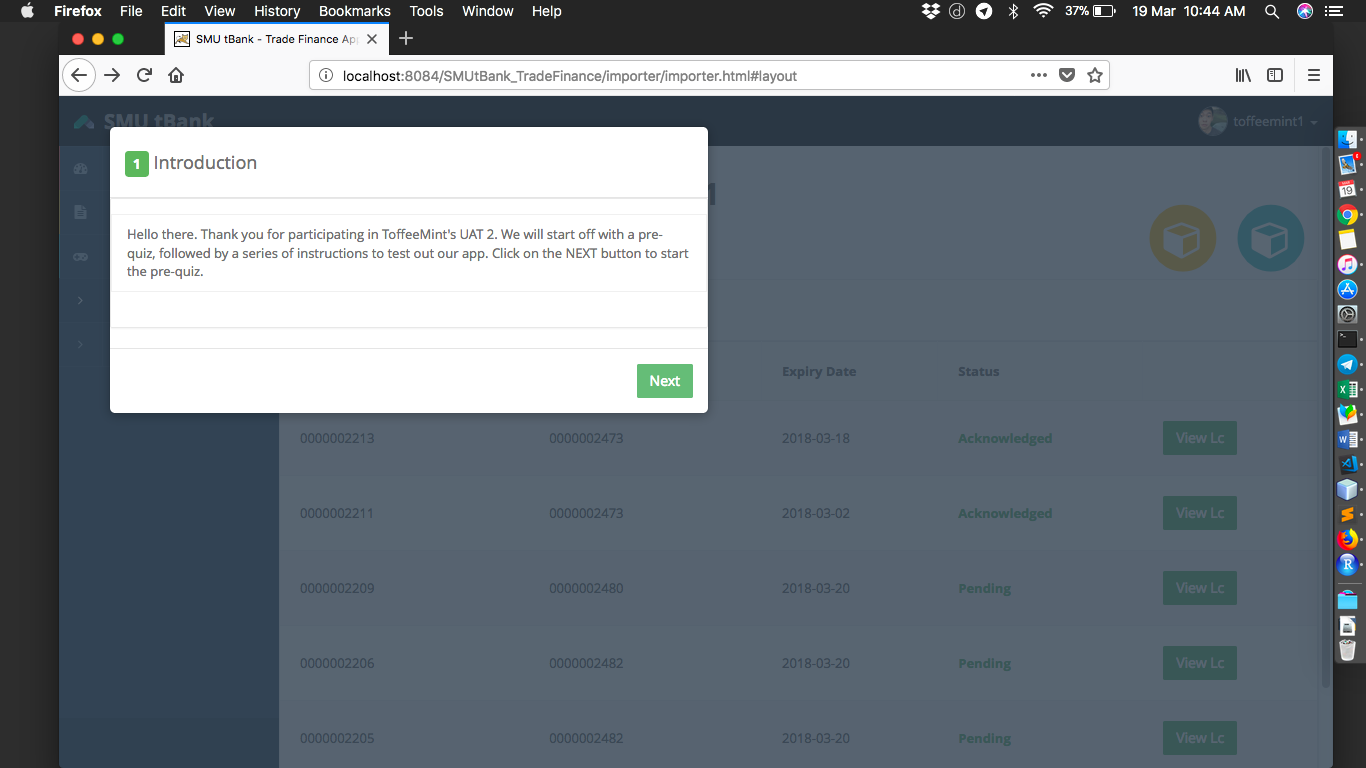 Firefox File Edit View History Bookmarks Tools Window Help 37% 19 Mar 10:44 AM
SMU tBank - Trade Finance Ap
localhost:8084/SMUtBank_TradeFinance/importer/importer.html#layout
SMU tBank toffeemint1
1 Introduction
1
Hello there. Thank you for participating in ToffeeMint's UAT 2. We will start off with a pre-
quiz, followed by a series of instructions to test out our app. Click on the NEXT button to start
the pre-quiz.
Next
Expiry Date Status
0000002213 0000002473 2018-03-18 Acknowledged View Lc
0000002211 0000002473 2018-03-02 Acknowledged View Lc
0000002209 0000002480 2018-03-20 Pending View Lc
0000002206 0000002482 2018-03-20 Pending View Lc
0000002205 0000002482 2018-03-20 Pending View Lc
19